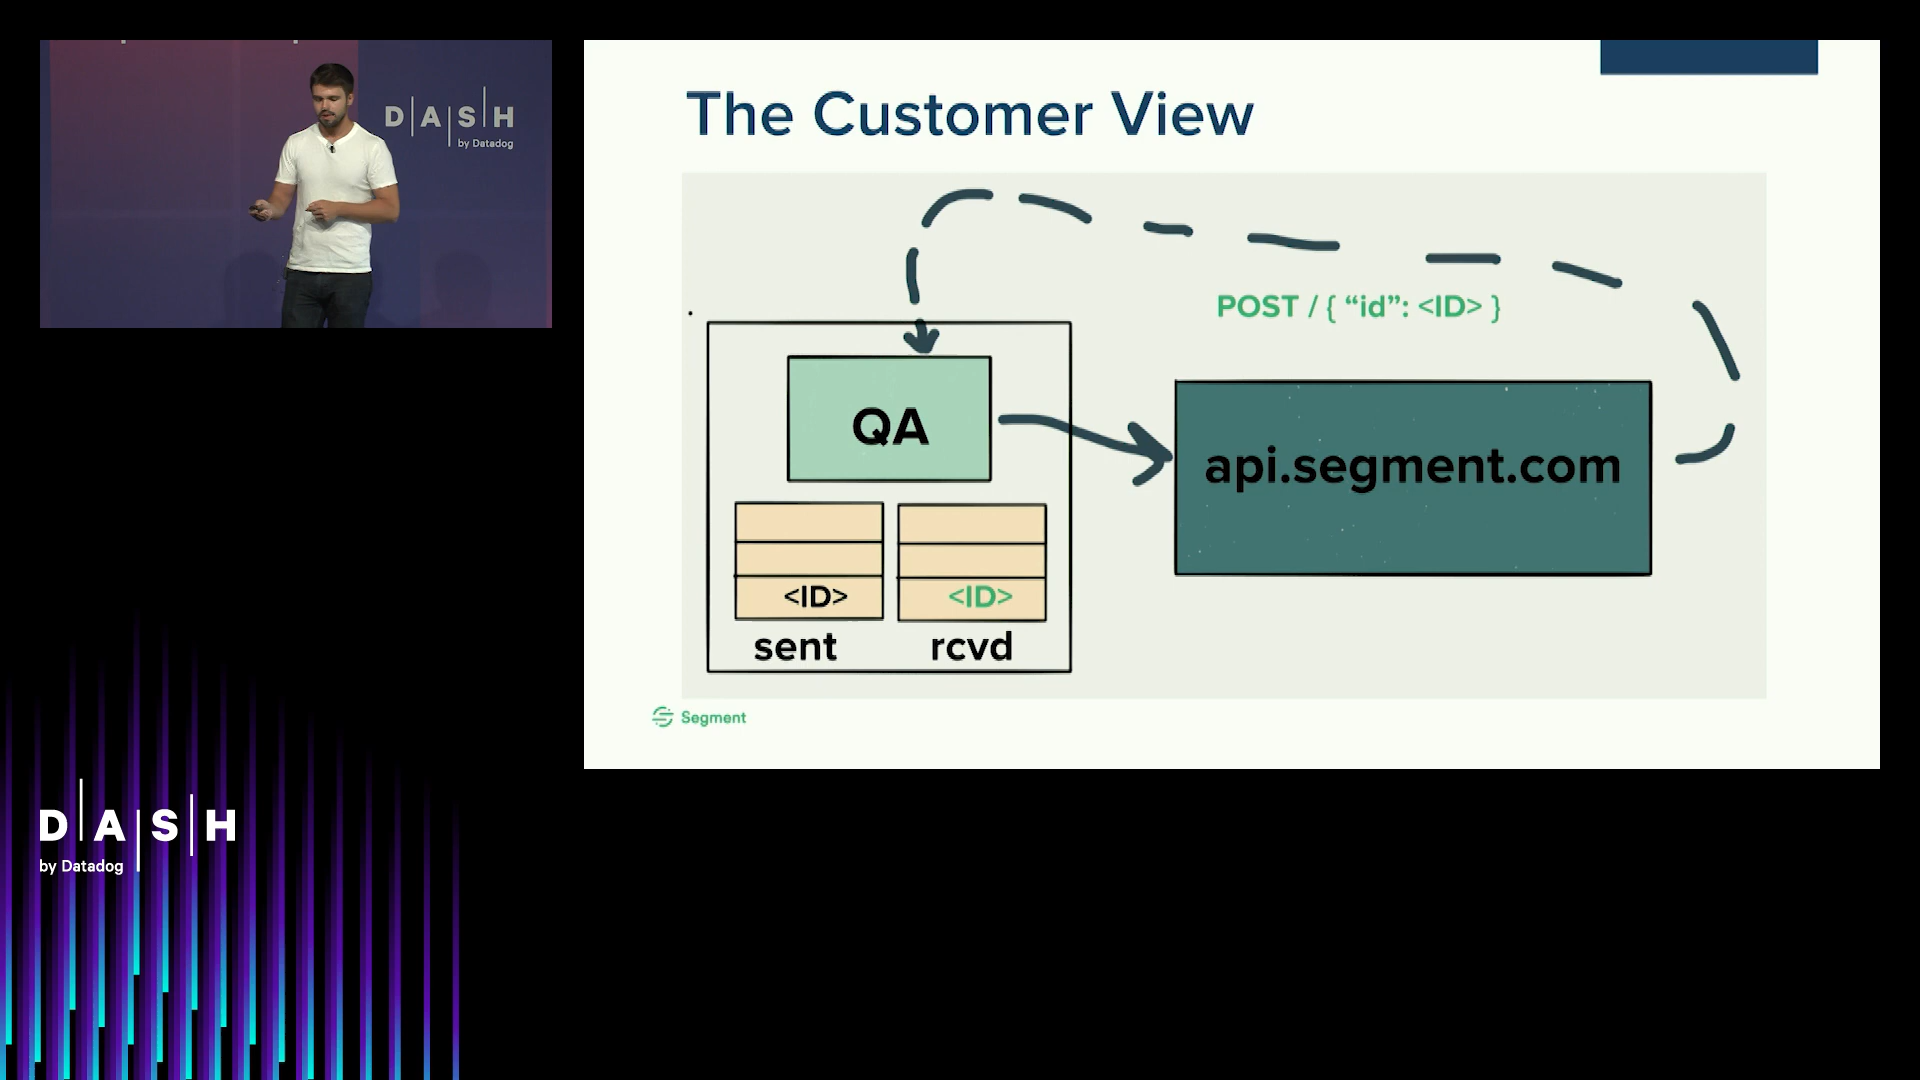 D|A|S|H
by Datadog
The Customer View
POST / { “id”: <ID> }
QA
api.segment.com
<ID>
<ID>
sent
rcvd
Segment
D|A|S|H
by Datadog